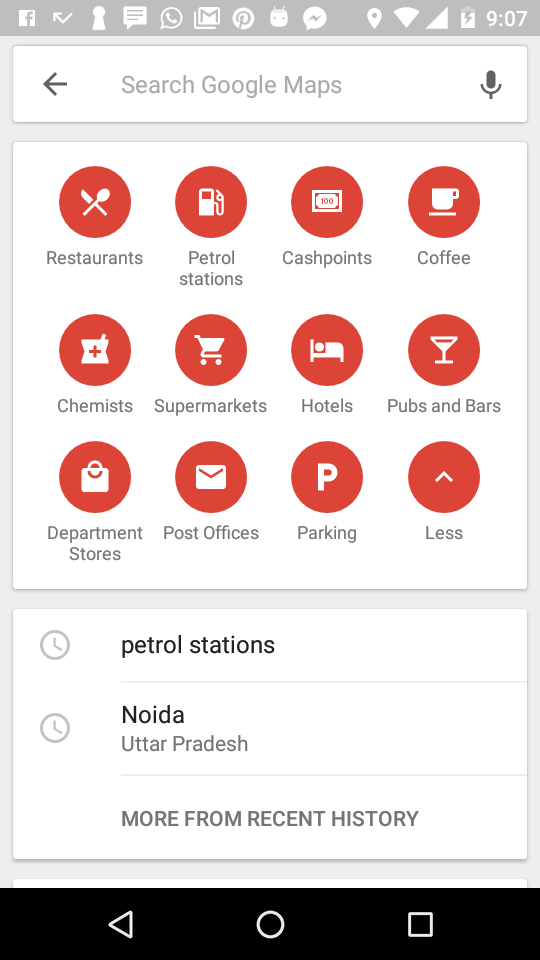 9:07
Search Google Maps
100
Restaurants
Petrol
stations
Cashpoints
Coffee
Chemists
Supermarkets
Hotels
Pubs and Bars
P
Department
Stores
Post Offices
Parking
Less
petrol stations
Noida
Uttar Pradesh
MORE FROM RECENT HISTORY